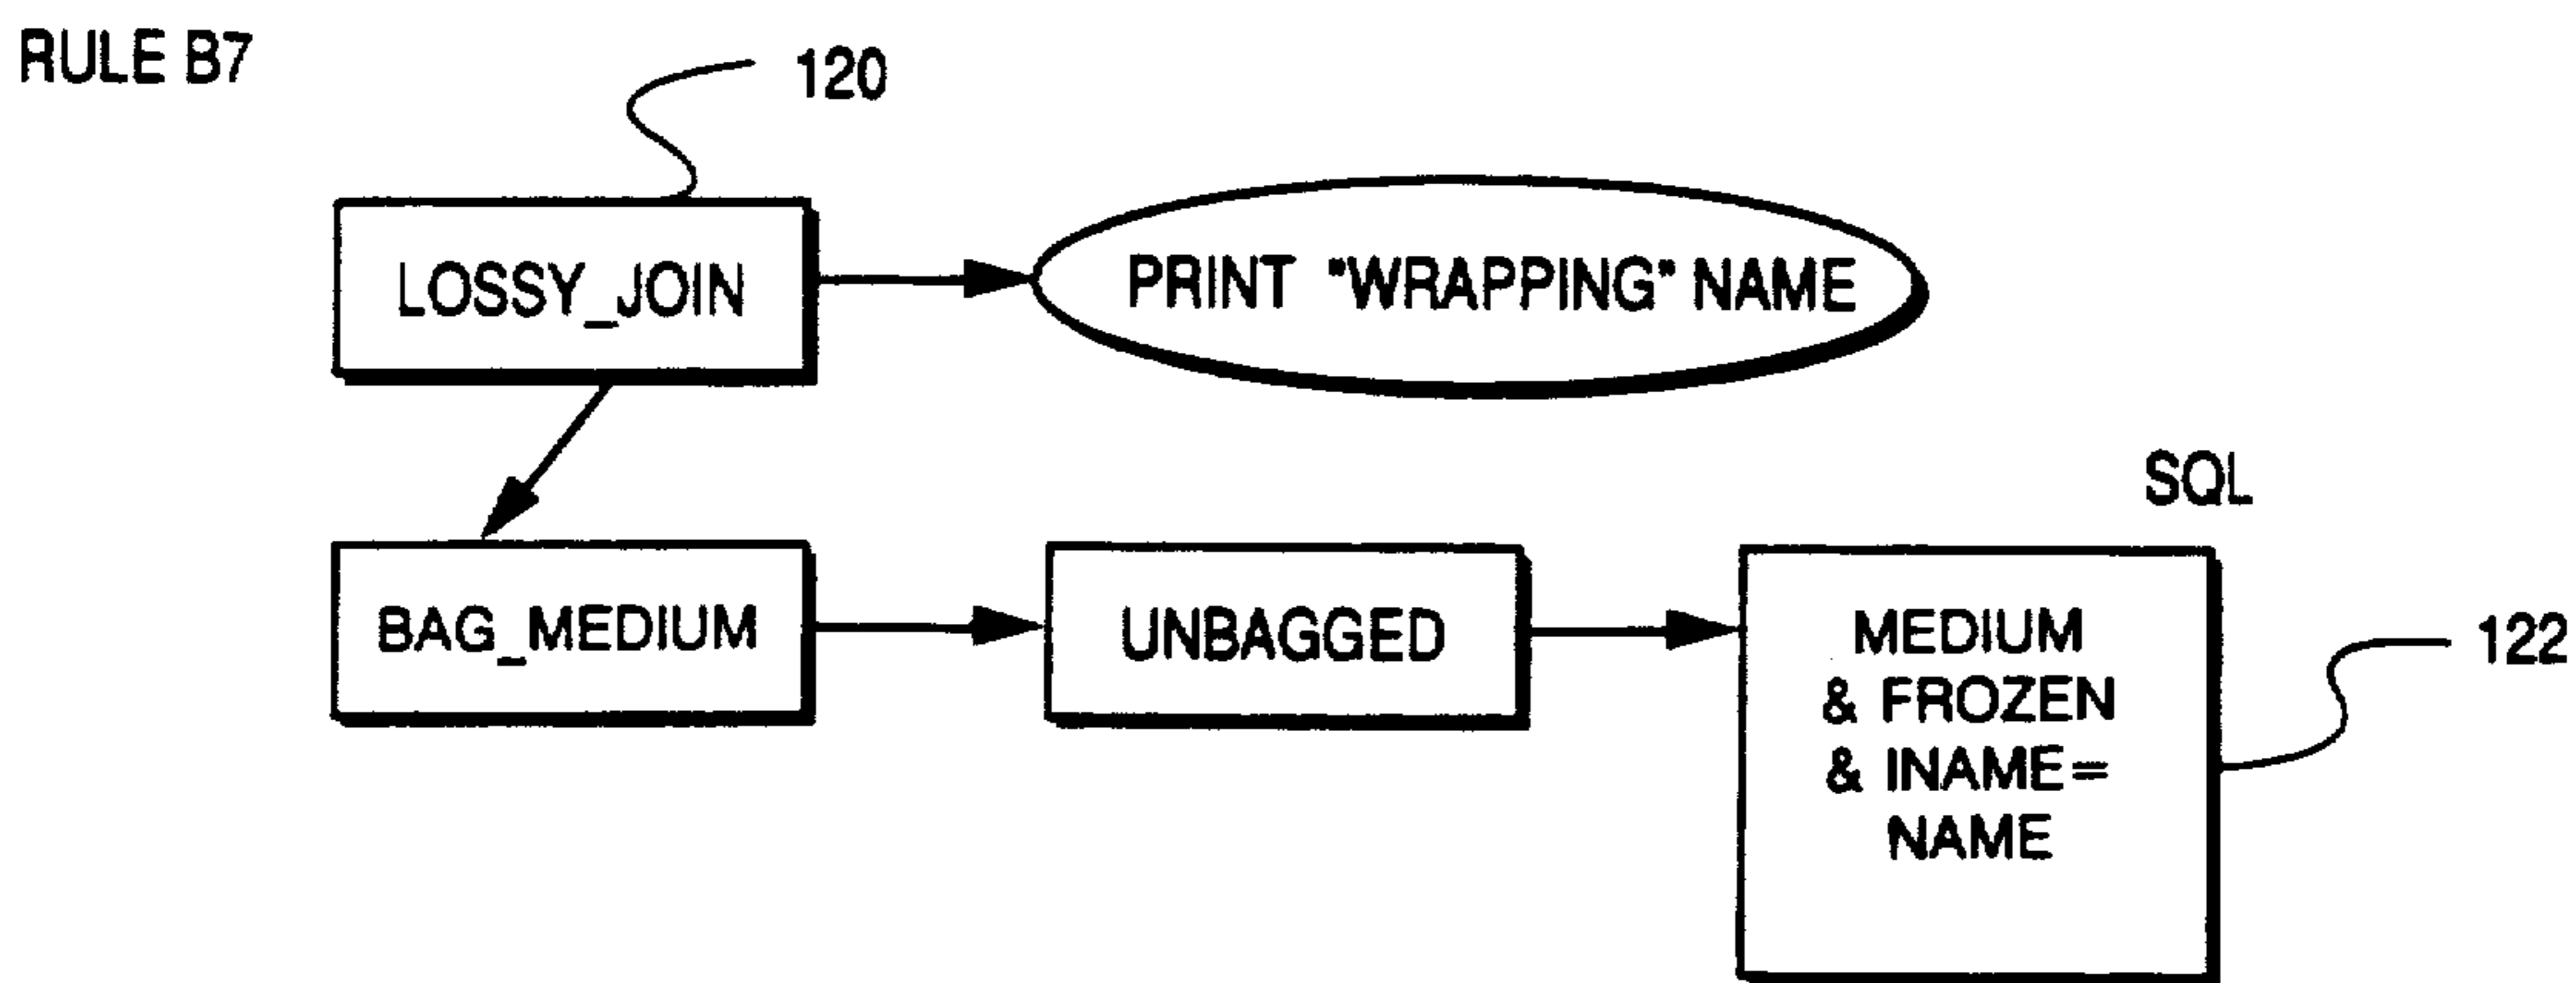 RULE B7
120
LOSSY_JOIN
PRINT "WRAPPING" NAME
SQL
BAG_MEDIUM
UNBAGGED
MEDIUM
& FROZEN
& INAME=
NAME
122